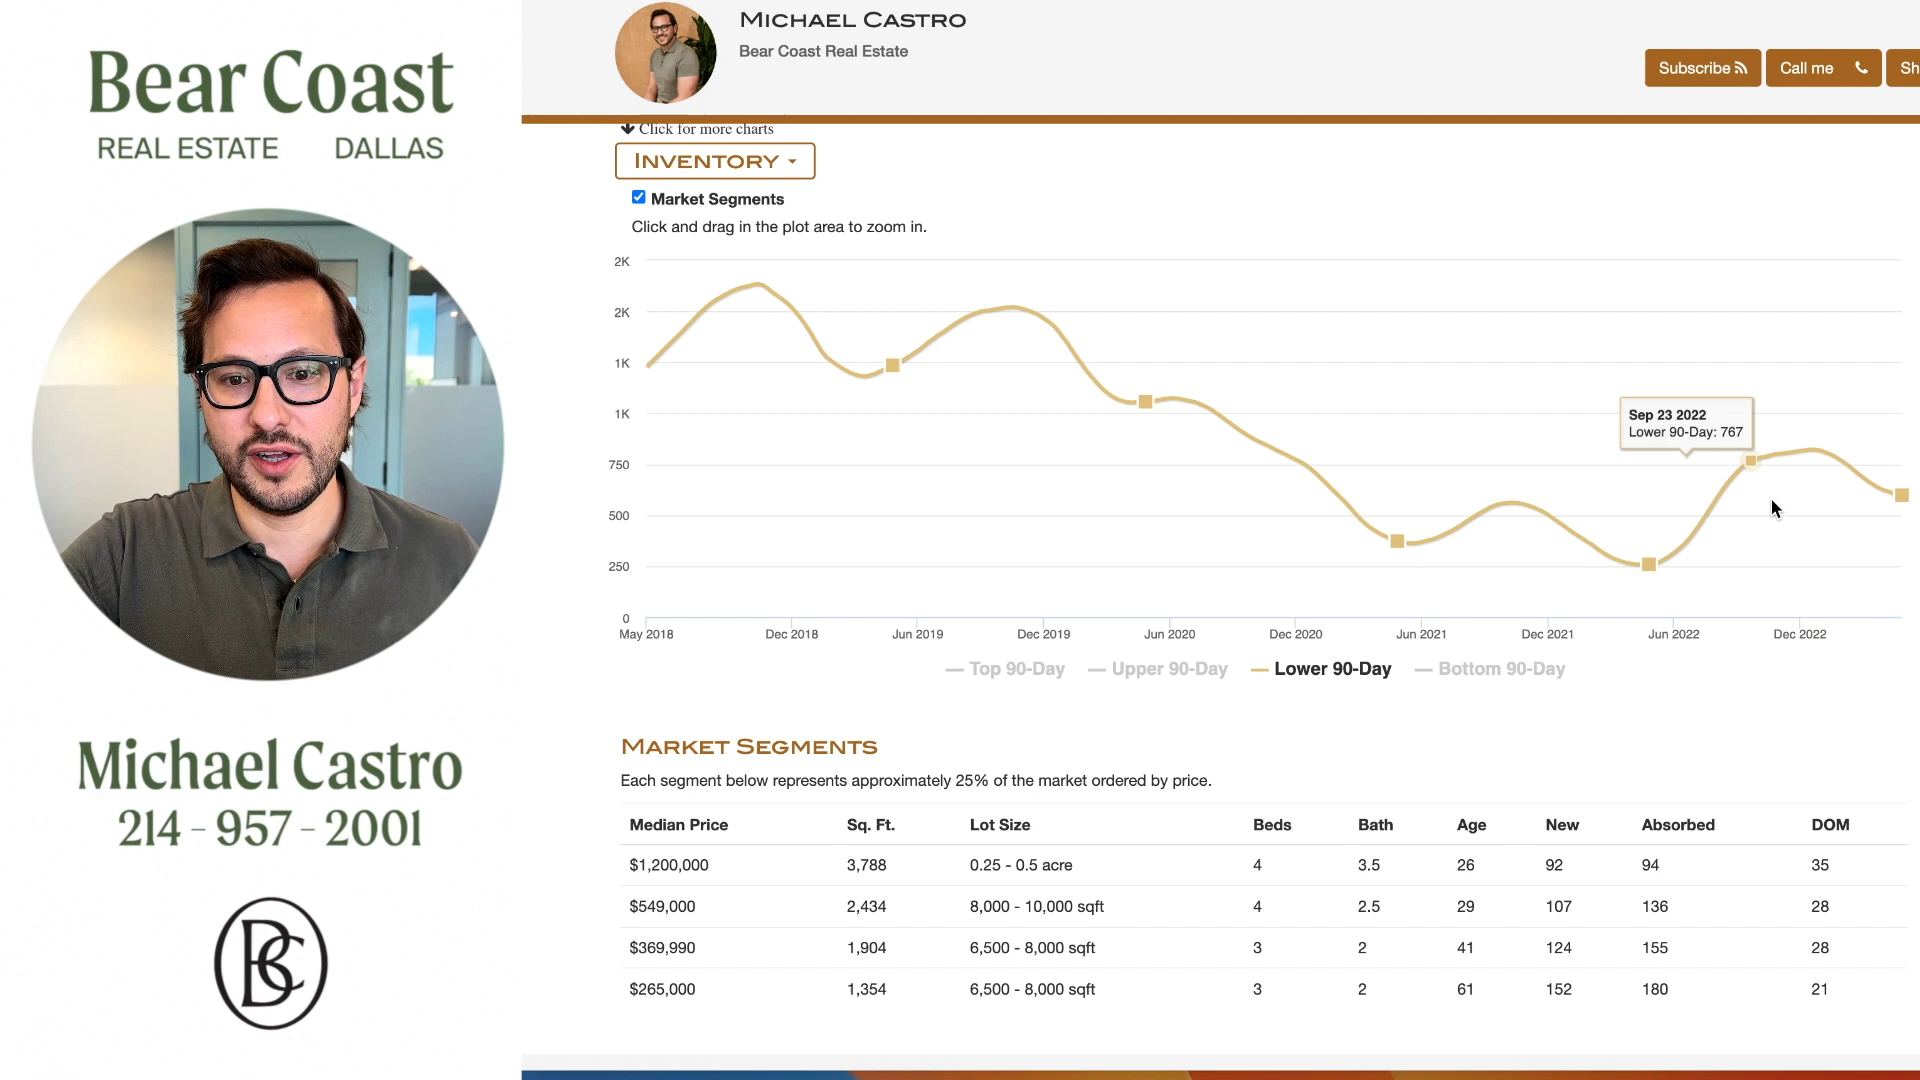 Bear Coast
REAL ESTATE DALLAS
Michael Castro
214 - 957 - 2001
BC
MICHAEL CASTRO
Bear Coast Real Estate
Subscribe
Call me
Sh
Click for more charts
INVENTORY
Market Segments
Click and drag in the plot area to zoom in.
2K
2K
1K
1K
750
500
250
0
Sep 23 2022
Lower 90-Day: 767
May 2018 Dec 2018 Jun 2019 Dec 2019 Jun 2020 Dec 2020 Jun 2021 Dec 2021 Jun 2022 Dec 2022
Top 90-Day Upper 90-Day Lower 90-Day Bottom 90-Day
MARKET SEGMENTS
Each segment below represents approximately 25% of the market ordered by price.
Median Price Sq. Ft. Lot Size Beds Bath Age New Absorbed DOM
$1,200,000 3,788 0.25 - 0.5 acre 4 3.5 26 92 94 35
$549,000 2,434 8,000 - 10,000 sqft 4 2.5 29 107 136 28
$369,990 1,904 6,500 - 8,000 sqft 3 2 41 124 155 28
$265,000 1,354 6,500 - 8,000 sqft 3 2 61 152 180 21